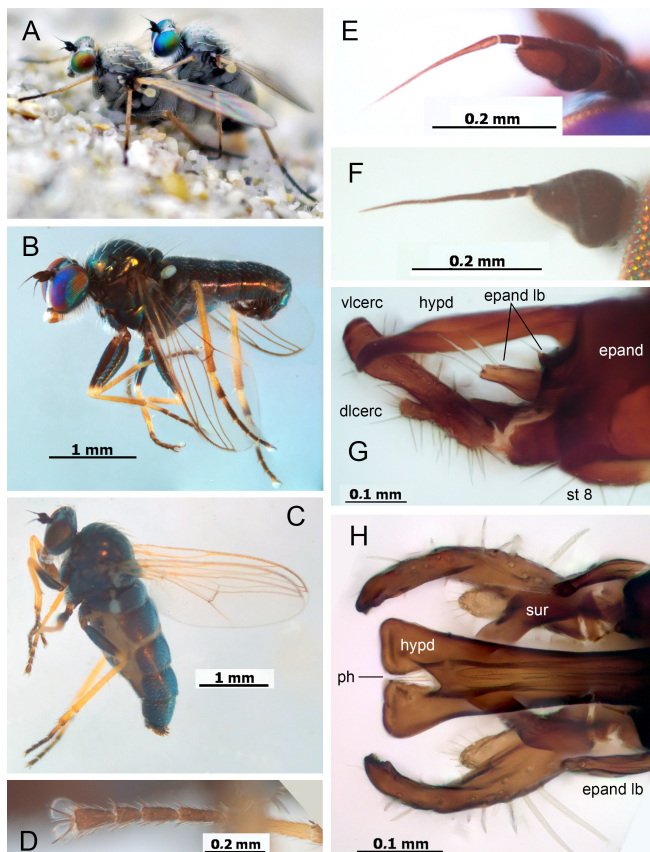 A
B
1 mm
C
1 mm
D
0.2 mm
E
0.2 mm
F
0.2 mm
vlcerc hypd epand lb
epand
dlcerc
G
0.1 mm
st 8
H
sur
hypd
ph
epand lb
0.1 mm